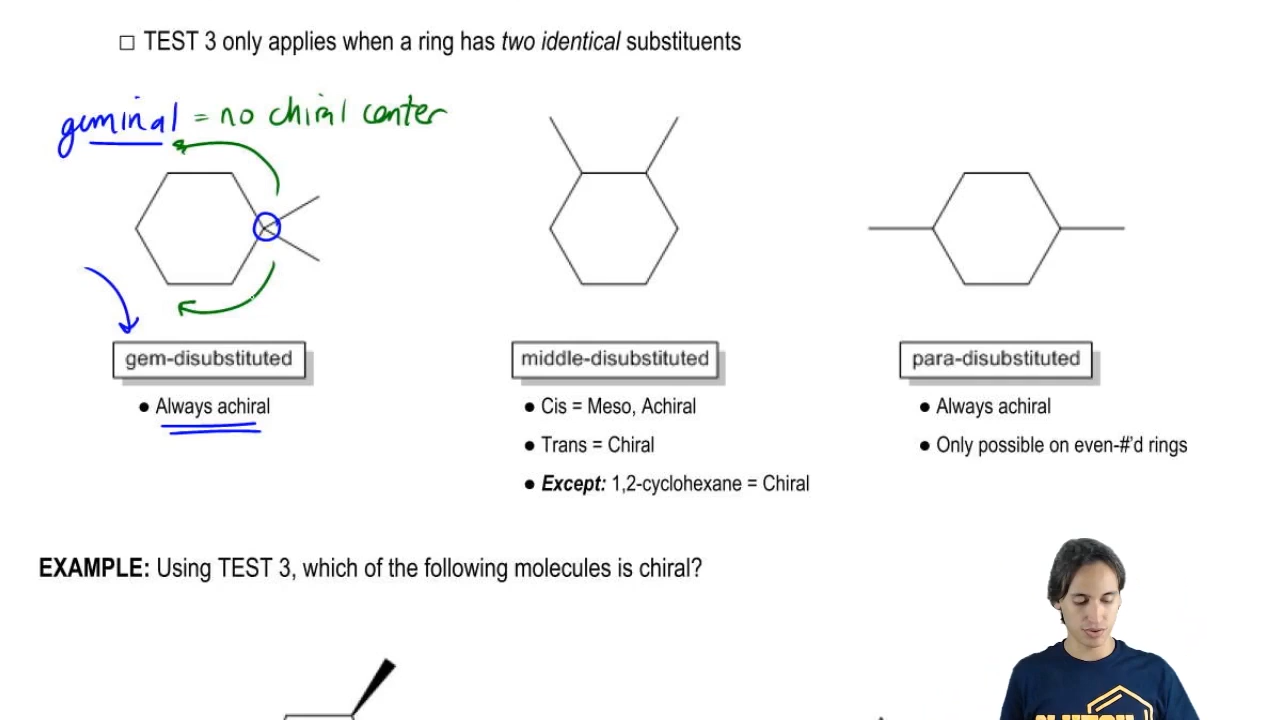 □ TEST 3 only applies when a ring has two identical substituents
geminal = no chiral center
gem-disubstituted
● Always achiral
middle-disubstituted
● Cis = Meso, Achiral
● Trans = Chiral
● Except: 1,2-cyclohexane = Chiral
para-disubstituted
● Always achiral
● Only possible on even-#'d rings
EXAMPLE: Using TEST 3, which of the following molecules is chiral?